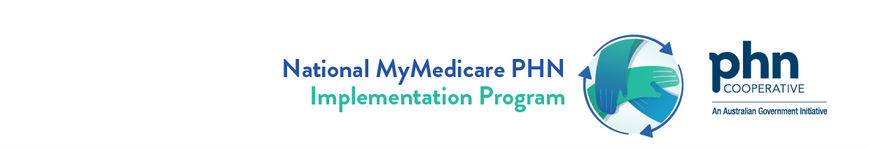 National MyMedicare PHN
Implementation Program
phn
COOPERATIVE
An Australian Government Initiative